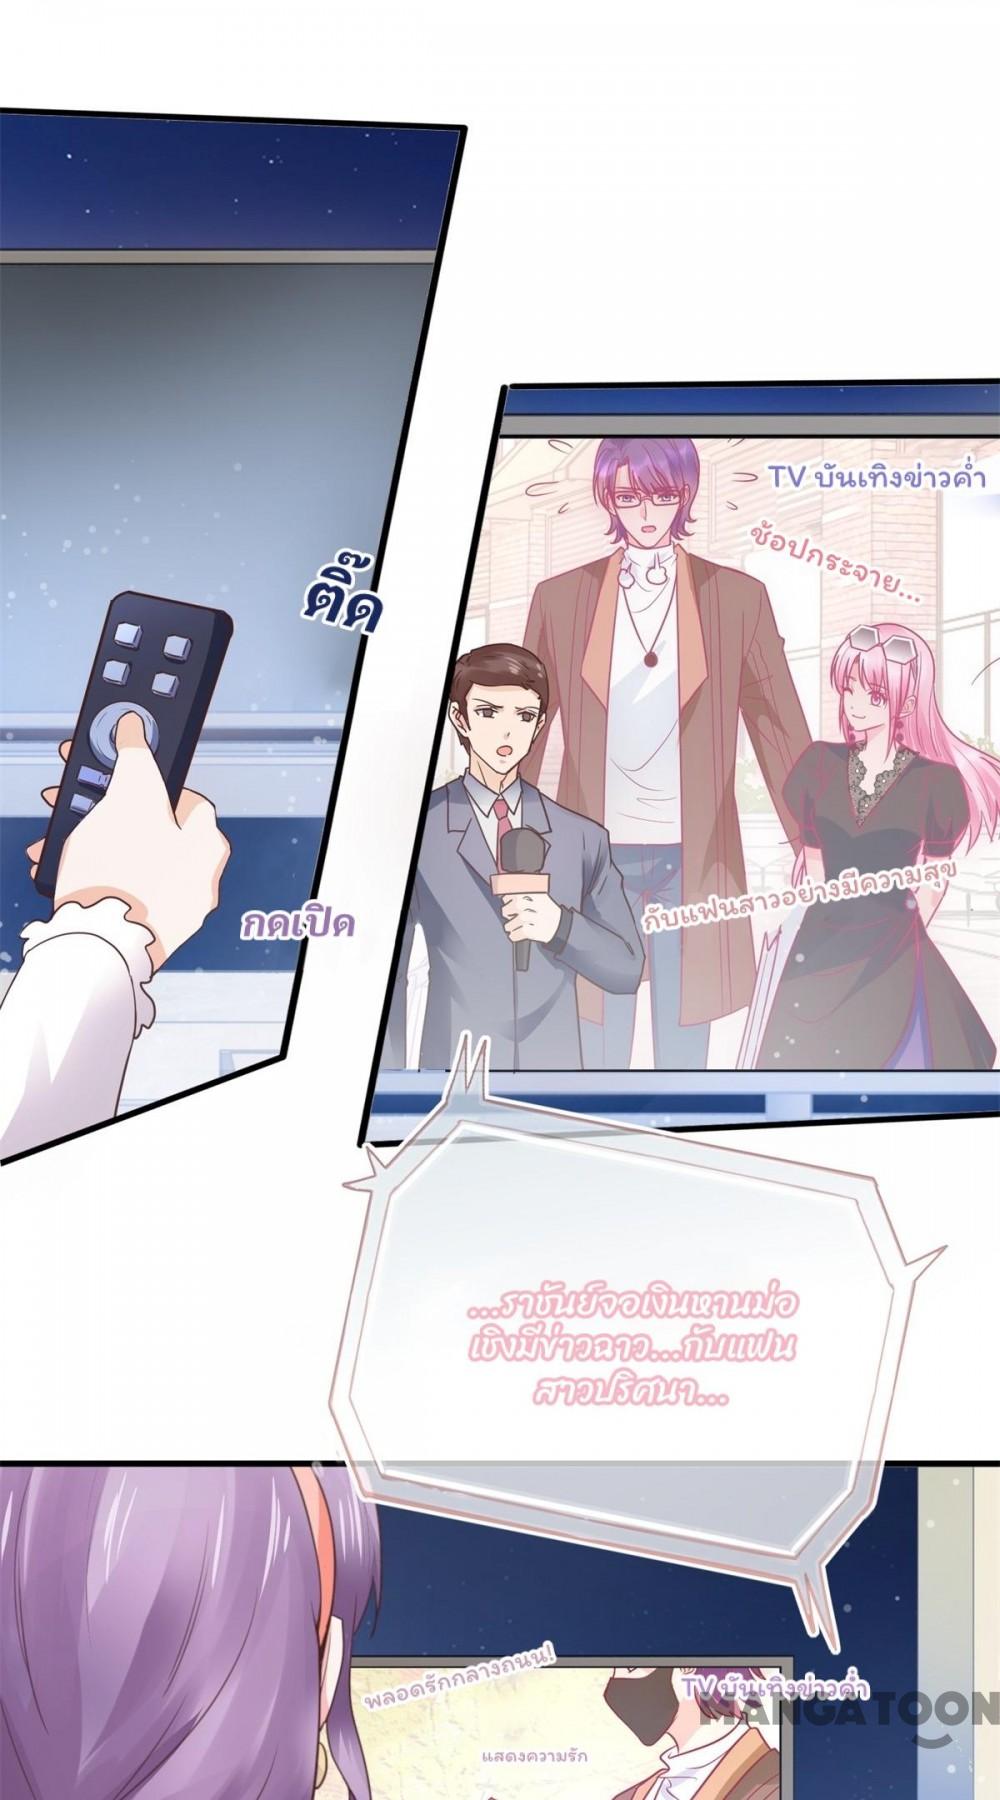 ติ๊ด
กดเปิด
TV บันเทิงข่าวค่ำ
ช้อปกระจาย...
กับแฟนสาวอย่างมีความสุข
...ราชันย์จอเงินหานม่อ
เชิงมีข่าวฉาว...กับแฟน
สาวปริศนา...
พลอดรักกลางถนน!
TV บันเทิงข่าวค่ำ
แสดงความรัก
MANGATOON